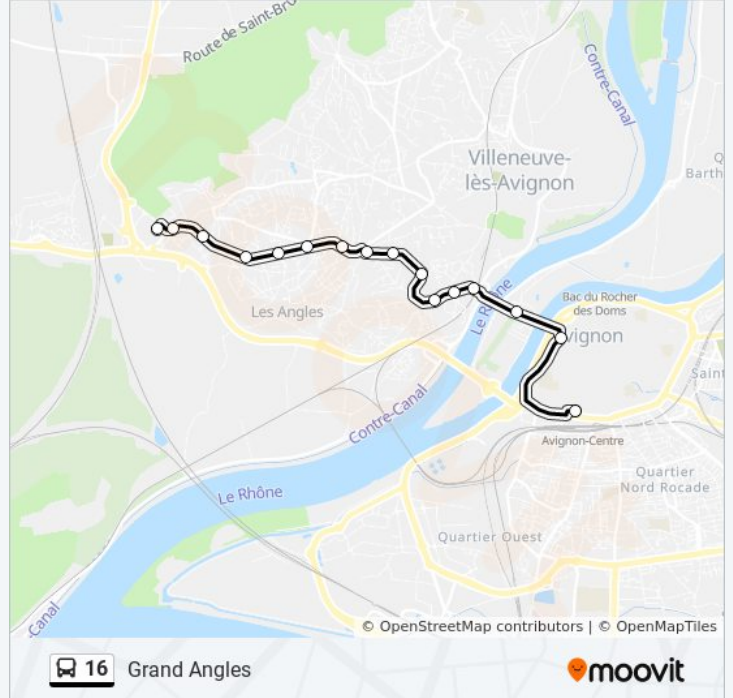 Route de Saint-Bru
Contre-Canal
Villeneuve-
lès-Avignon
Q
Barth
Les Angles
Le Rhône
Bac du Rocher
des Doms
vignon
Saint
Contre-Canal
Avignon-Centre
Quartier
Nord Rocade
Le Rhône
Quartier Ouest
-Canal
© OpenStreetMap contributors | © OpenMapTiles
16 Grand Angles
moovit